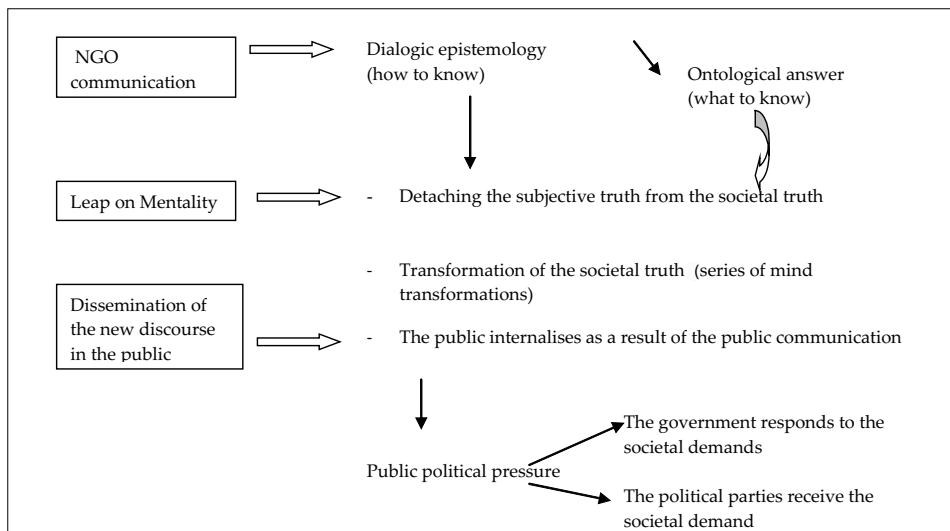 NGO
communication
Dialogic epistemology
(how to know)
Ontological answer
(what to know)
Leap on Mentality
- Detaching the subjective truth from the societal truth
- Transformation of the societal truth (series of mind
transformations)
Dissemination of
the new discourse
in the public
- The public internalises as a result of the public communication
The government responds to the
societal demands
Public political pressure
The political parties receive the
societal demand